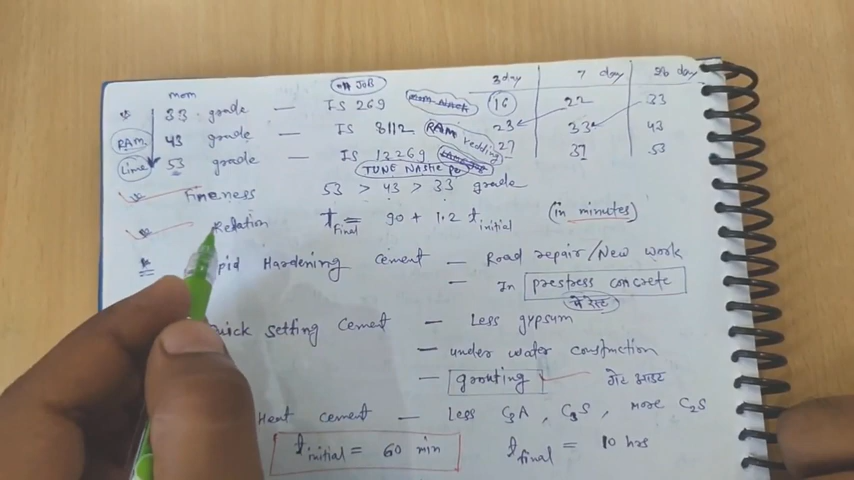 mom JOB 3 day 7 day 28 day
33 grade — IS 269 16 22 33
RAM 43 grade — IS 8112 RAM 23 33 43
Lime 53 grade — IS 12269 27 37 53
TUNE NASHE PO
Fineness 53 > 43 > 33 grade
Relation t Final = 90 + 1.2 t initial (in minutes)
pid Hardening cement — Road repair/New work
— In prestress concrete
uick setting cement — Less gypsum
— under water construction
— grouting गेट आउट
Heat cement — Less C3A, C3S, more C2S
t initial = 60 min t final = 10 hrs